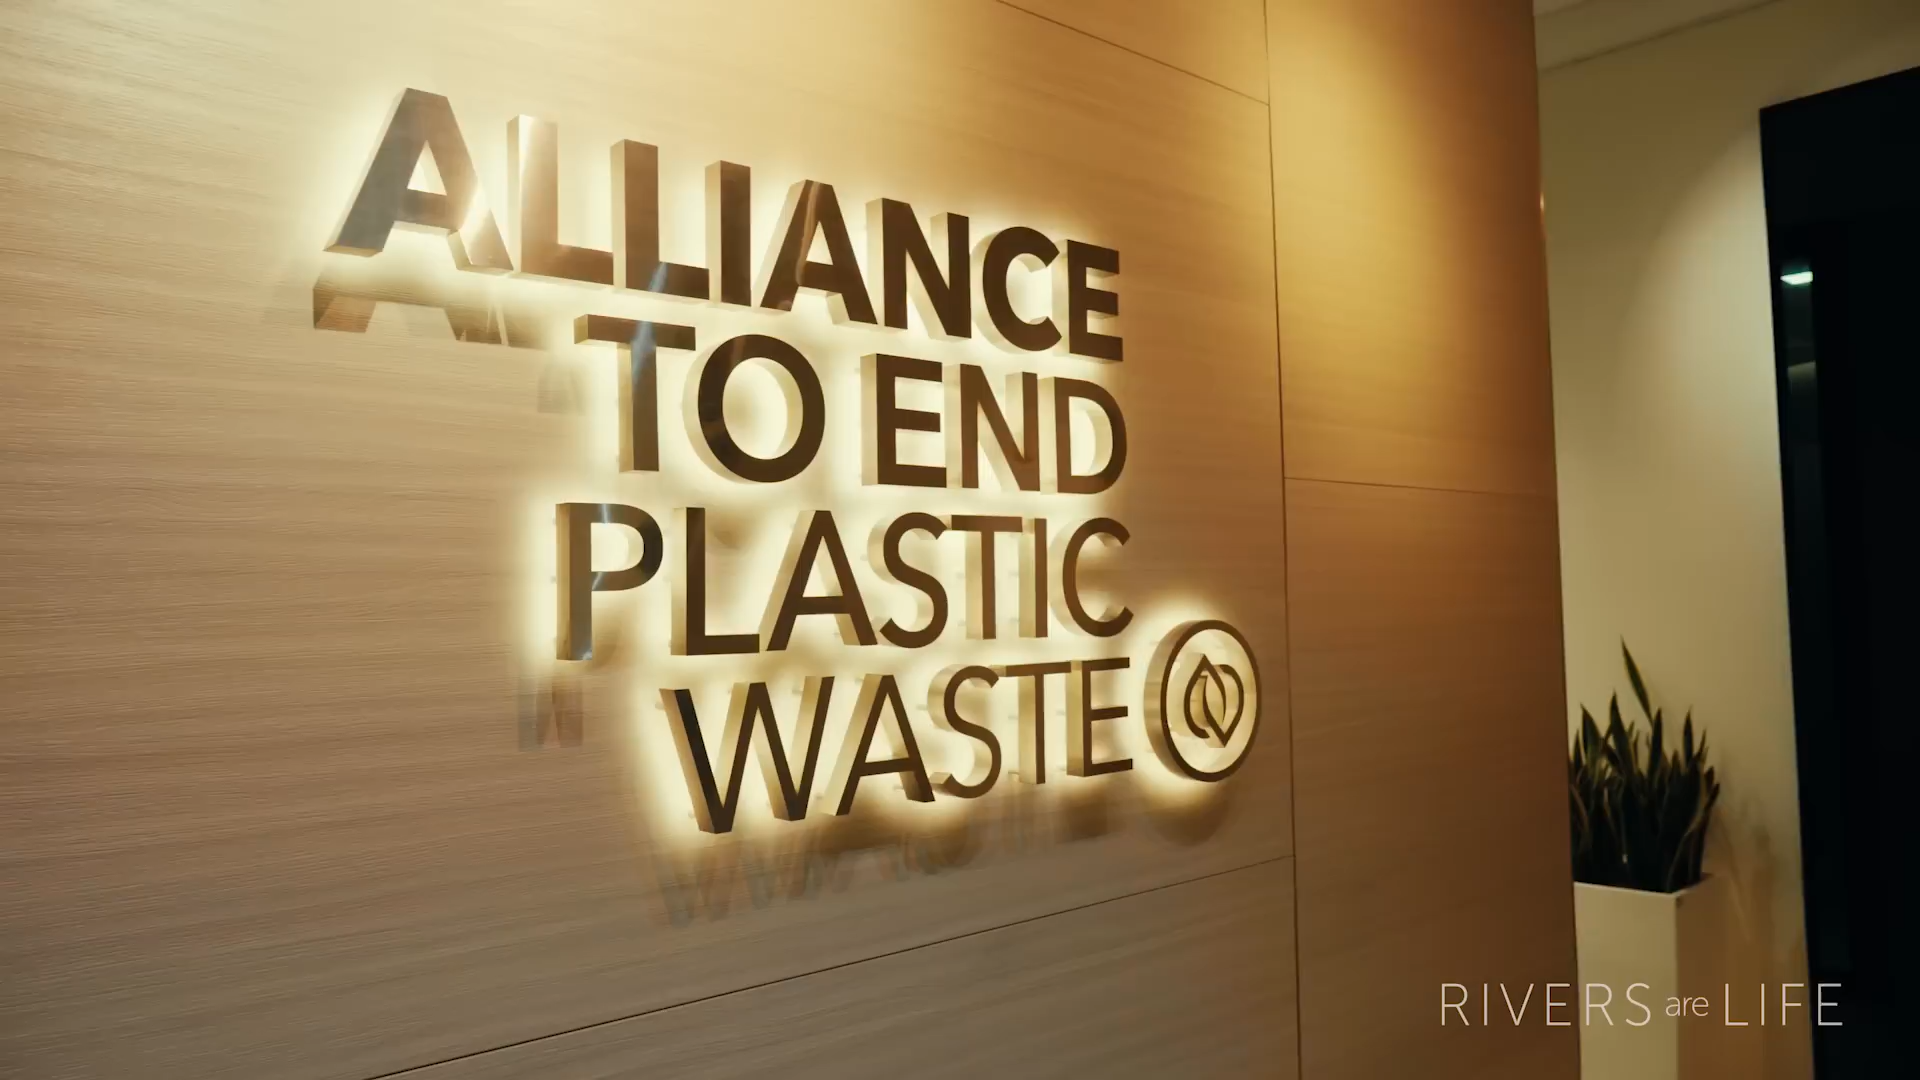 ALLIANCE
TO END
PLASTIC
WASTE
RIVERS are LIFE